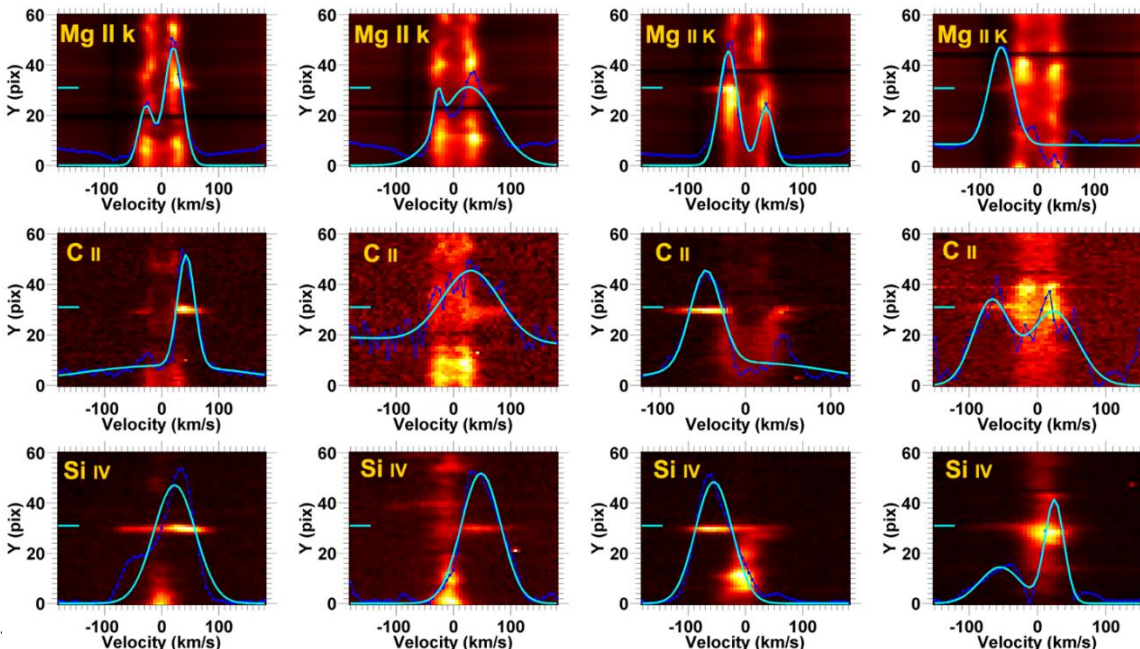 Mg II k Mg II k Mg II K Mg II K
Y (pix) 60 40 20 0 Y (pix) 60 40 20 0 Y (pix) 60 40 20 0 Y (pix) 60 40 20 0
-100 0 100 -100 0 100 -100 0 100 -100 0 100
Velocity (km/s) Velocity (km/s) Velocity (km/s) Velocity (km/s)
C II C II C II C II
Y (pix) 60 40 20 0 Y (pix) 60 40 20 0 Y (pix) 60 40 20 0 Y (pix) 60 40 20 0
-100 0 100 -100 0 100 -100 0 100 -100 0 100
Velocity (km/s) Velocity (km/s) Velocity (km/s) Velocity (km/s)
Si IV Si IV Si IV Si IV
Y (pix) 60 40 20 0 Y (pix) 60 40 20 0 Y (pix) 60 40 20 0 Y (pix) 60 40 20 0
-100 0 100 -100 0 100 -100 0 100 -100 0 100
Velocity (km/s) Velocity (km/s) Velocity (km/s) Velocity (km/s)